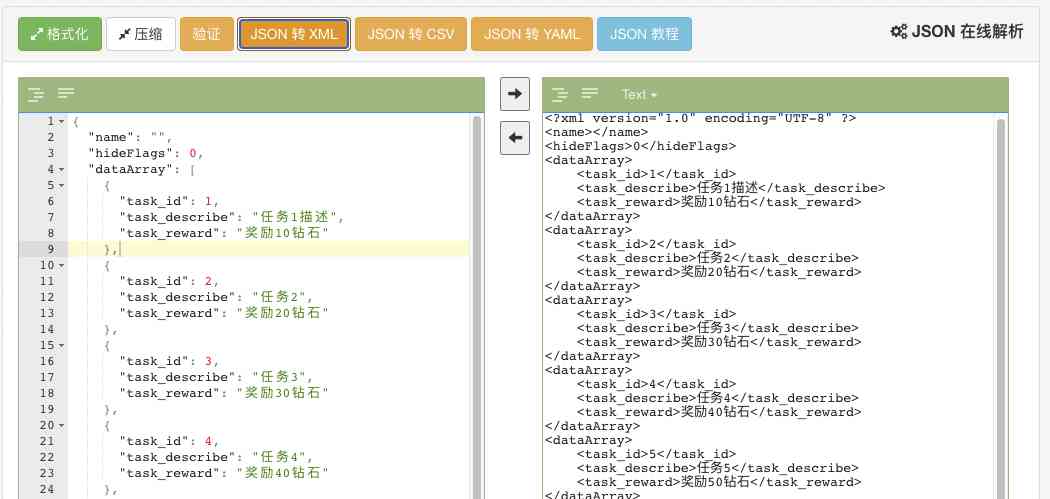 格式化 压缩 验证 JSON 转 XML JSON 转 CSV JSON 转 YAML JSON 教程 JSON 在线解析
Text
1 {
2 "name": "",
3 "hideFlags": 0,
4 "dataArray": [
5 {
6 "task_id": 1,
7 "task_describe": "任务1描述",
8 "task_reward": "奖励10钻石"
9 },
10 {
11 "task_id": 2,
12 "task_describe": "任务2",
13 "task_reward": "奖励20钻石"
14 },
15 {
16 "task_id": 3,
17 "task_describe": "任务3",
18 "task_reward": "奖励30钻石"
19 },
20 {
21 "task_id": 4,
22 "task_describe": "任务4",
23 "task_reward": "奖励40钻石"
24 },
<?xml version="1.0" encoding="UTF-8" ?>
<name></name>
<hideFlags>0</hideFlags>
<dataArray>
<task_id>1</task_id>
<task_describe>任务1描述</task_describe>
<task_reward>奖励10钻石</task_reward>
</dataArray>
<dataArray>
<task_id>2</task_id>
<task_describe>任务2</task_describe>
<task_reward>奖励20钻石</task_reward>
</dataArray>
<dataArray>
<task_id>3</task_id>
<task_describe>任务3</task_describe>
<task_reward>奖励30钻石</task_reward>
</dataArray>
<dataArray>
<task_id>4</task_id>
<task_describe>任务4</task_describe>
<task_reward>奖励40钻石</task_reward>
</dataArray>
<dataArray>
<task_id>5</task_id>
<task_describe>任务5</task_describe>
<task_reward>奖励50钻石</task_reward>
</dataArray>